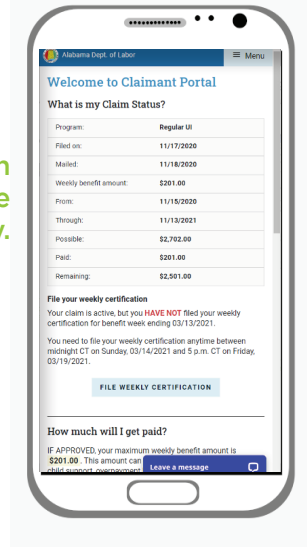 Alabama Dept. of Labor
≡ Menu
Welcome to Claimant Portal
What is my Claim Status?
Program: Regular UI
Filed on: 11/17/2020
Mailed: 11/18/2020
Weekly benefit amount: $201.00
From: 11/15/2020
Through: 11/13/2021
Possible: $2,702.00
Paid: $201.00
Remaining: $2,501.00
File your weekly certification
Your claim is active, but you HAVE NOT filed your weekly
certification for benefit week ending 03/13/2021.
You need to file your weekly certification anytime between
midnight CT on Sunday, 03/14/2021 and 5 p.m. CT on Friday,
03/19/2021.
FILE WEEKLY CERTIFICATION
How much will I get paid?
IF APPROVED, your maximum weekly benefit amount is
$201.00 . This amount can
child support, overpayment
Leave a message